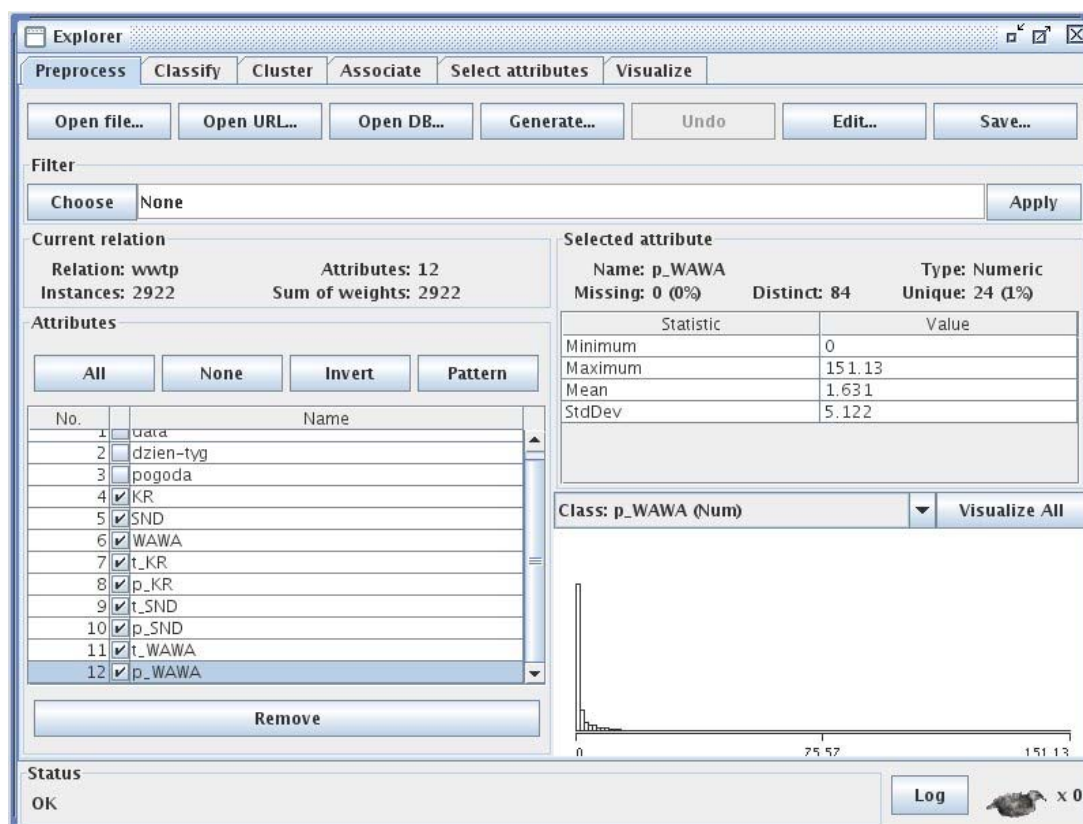 Explorer
Preprocess Classify Cluster Associate Select attributes Visualize
Open file... Open URL... Open DB... Generate... Undo Edit... Save...
Filter
Choose None Apply
Current relation
Relation: wwtp Attributes: 12
Instances: 2922 Sum of weights: 2922
Attributes
All None Invert Pattern
No. Name
1 data
2 dzien-tyg
3 pogoda
4 KR
5 SND
6 WAWA
7 t_KR
8 p_KR
9 t_SND
10 p_SND
11 t_WAWA
12 p_WAWA
Remove
Selected attribute
Name: p_WAWA Type: Numeric
Missing: 0 (0%) Distinct: 84 Unique: 24 (1%)
Statistic Value
Minimum 0
Maximum 151.13
Mean 1.631
StdDev 5.122
Class: p_WAWA (Num) Visualize All
0 75.57 151.13
Status
OK
Log x 0